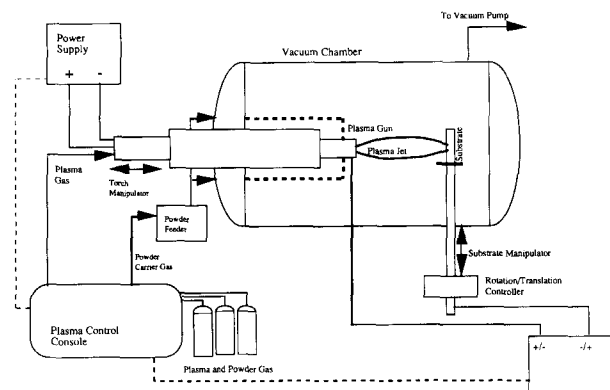 To Vacuum Pump
Power
Supply
+ -
Vacuum Chamber
Plasma Gun
Plasma Jet
Substrate
Plasma
Gas
Torch
Manipulator
Powder
Feeder
Powder
Carrier Gas
Substrate Manipulator
Rotation/Translation
Controller
Plasma Control
Console
Plasma and Powder Gas
+/- -/+